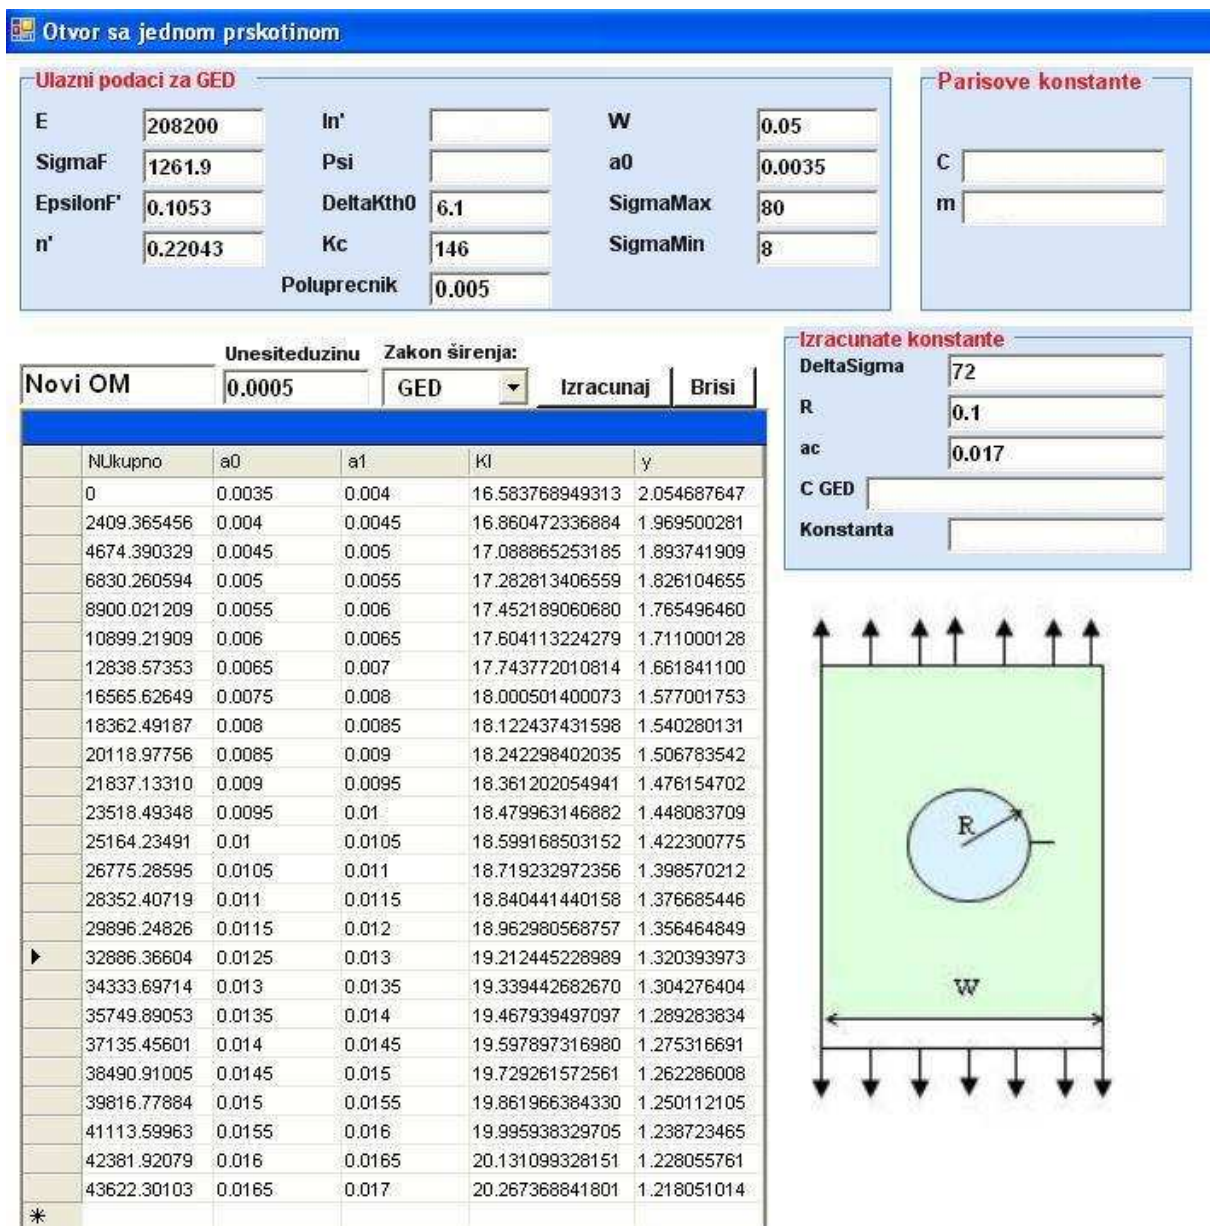 Otvor sa jednom prskotinom
Ulazni podaci za GED
E 208200 In' W 0.05
SigmaF 1261.9 Psi a0 0.0035
EpsilonF' 0.1053 DeltaKth0 6.1 SigmaMax 80
n' 0.22043 Kc 146 SigmaMin 8
Poluprecnik 0.005
Parisove konstante
C
m
Unesiteduzinu Zakon širenja:
Novi OM 0.0005 GED Izracunaj Brisi
Izracunate konstante
DeltaSigma 72
R 0.1
ac 0.017
C GED
Konstanta
NUkupno a0 a1 KI y
0 0.0035 0.004 16.583768949313 2.054687647
2409.365456 0.004 0.0045 16.860472336884 1.969500281
4674.390329 0.0045 0.005 17.088865253185 1.893741909
6830.260594 0.005 0.0055 17.282813406559 1.826104655
8900.021209 0.0055 0.006 17.452189060680 1.765496460
10899.21909 0.006 0.0065 17.604113224279 1.711000128
12838.57353 0.0065 0.007 17.743772010814 1.661841100
16565.62649 0.0075 0.008 18.000501400073 1.577001753
18362.49187 0.008 0.0085 18.122437431598 1.540280131
20118.97756 0.0085 0.009 18.242298402035 1.506783542
21837.13310 0.009 0.0095 18.361202054941 1.476154702
23518.49348 0.0095 0.01 18.479963146882 1.448083709
25164.23491 0.01 0.0105 18.599168503152 1.422300775
26775.28595 0.0105 0.011 18.719232972356 1.398570212
28352.40719 0.011 0.0115 18.840441440158 1.376685446
29896.24826 0.0115 0.012 18.962980568757 1.356464849
32886.36604 0.0125 0.013 19.212445228989 1.320393973
34333.69714 0.013 0.0135 19.339442682670 1.304276404
35749.89053 0.0135 0.014 19.467939497097 1.289283834
37135.45601 0.014 0.0145 19.597897316980 1.275316691
38490.91005 0.0145 0.015 19.729261572561 1.262286008
39816.77884 0.015 0.0155 19.861966384330 1.250112105
41113.59963 0.0155 0.016 19.995938329705 1.238723465
42381.92079 0.016 0.0165 20.131099328151 1.228055761
43622.30103 0.0165 0.017 20.267368841801 1.218051014
R
W